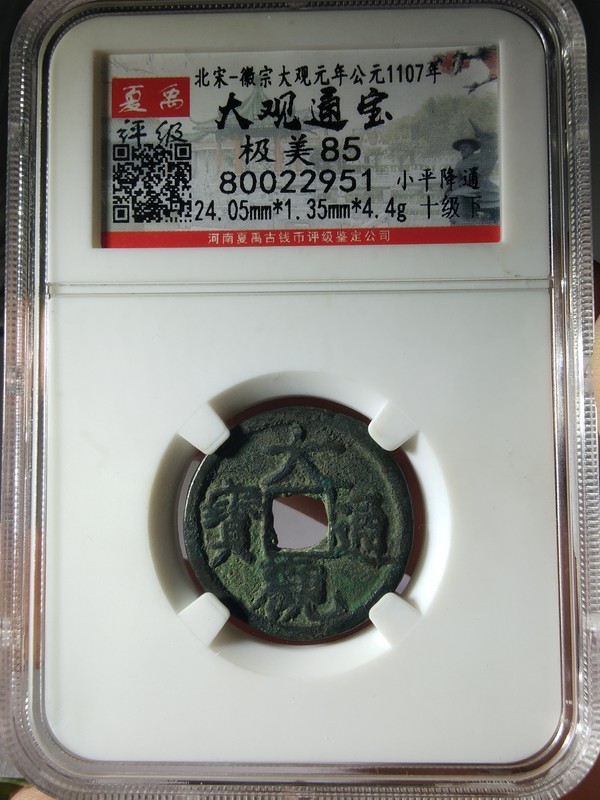 北宋-徽宗大观元年公元1107年
夏禹
评级
大观通宝
极美85
80022951 小平降通
24.05mm*1.35mm*4.4g 十级下
河南夏禹古钱币评级鉴定公司
大觀通寶